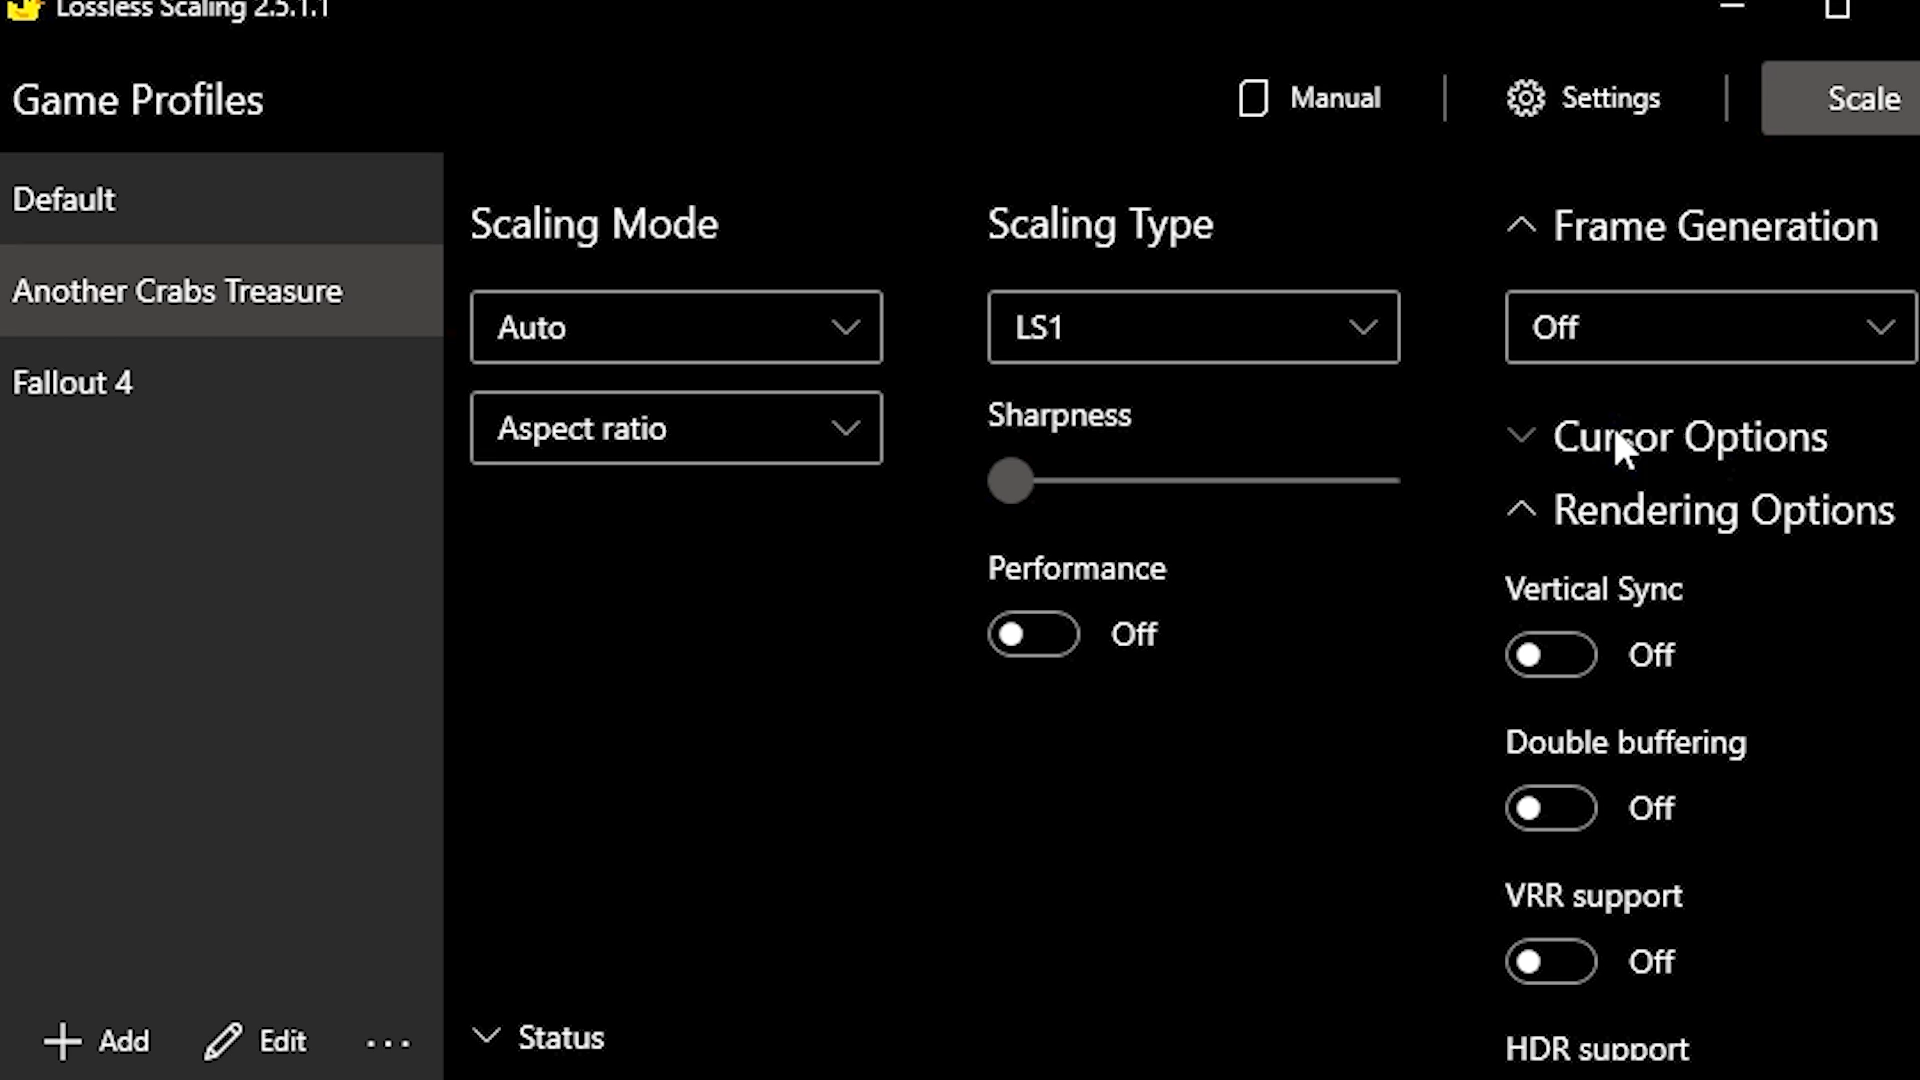 Lossless Scaling 2.5.1.1
Game Profiles
Manual
Settings
Scale
Default
Another Crabs Treasure
Fallout 4
Add
Edit
...
Scaling Mode
Auto
Aspect ratio
Status
Scaling Type
LS1
Sharpness
Performance
Off
Frame Generation
Off
Cursor Options
Rendering Options
Vertical Sync
Off
Double buffering
Off
VRR support
Off
HDR support